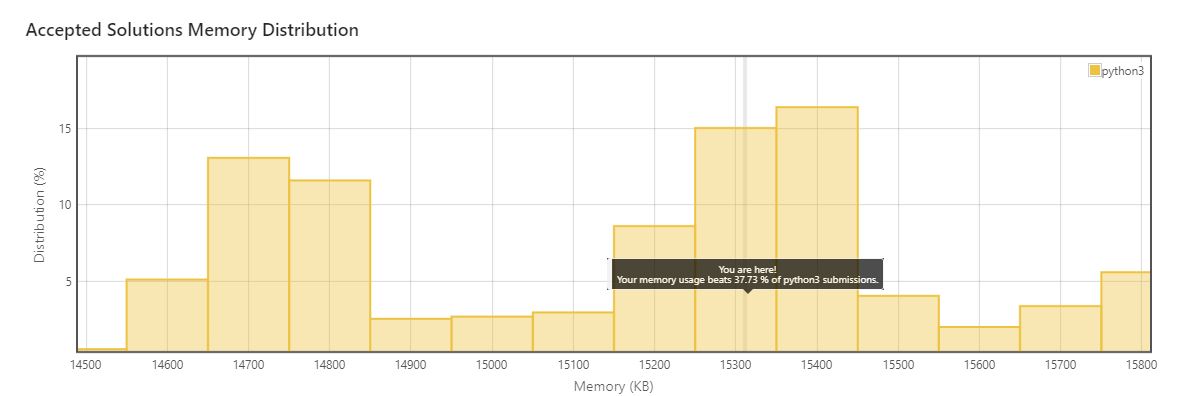 Accepted Solutions Memory Distribution
python3
Distribution (%)
15
10
5
You are here!
Your memory usage beats 37.73 % of python3 submissions.
14500 14600 14700 14800 14900 15000 15100 15200 15300 15400 15500 15600 15700 15800
Memory (KB)